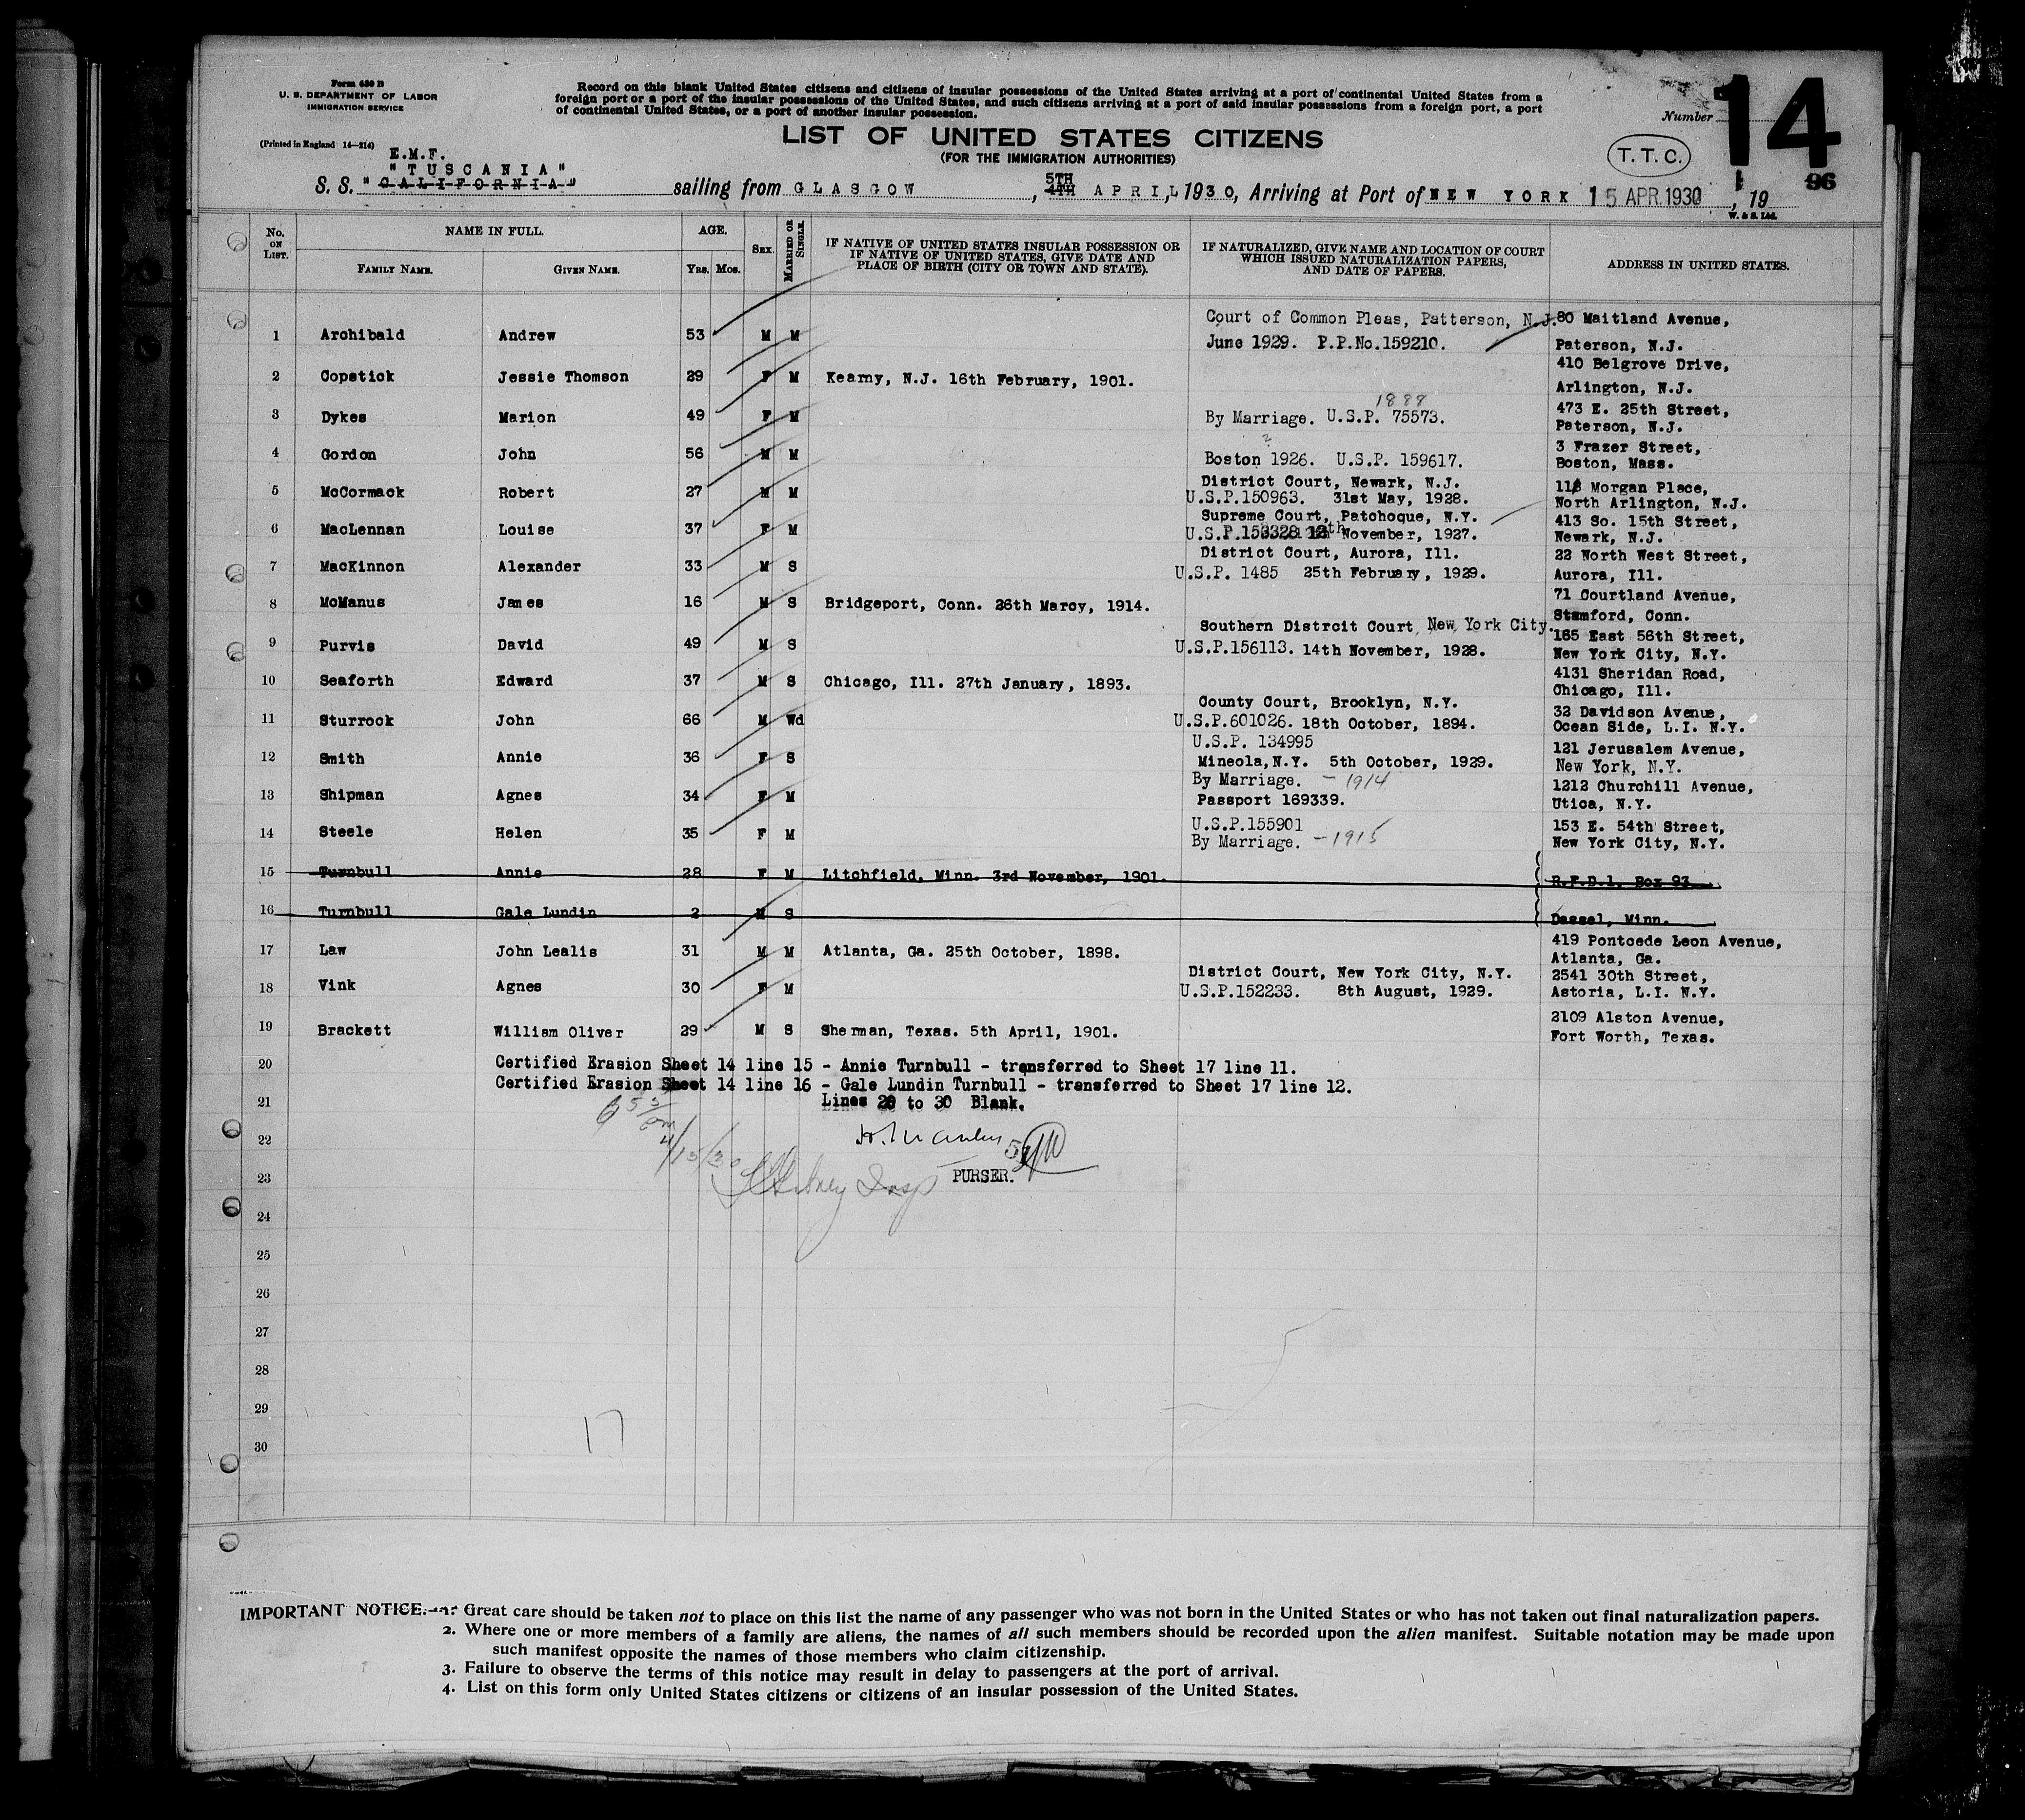 Form 630 B
U. S. DEPARTMENT OF LABOR
IMMIGRATION SERVICE
(Printed in England 14—214)
Record on this blank United States citizens and citizens of insular possessions of the United States arriving at a port of continental United States from a
foreign port or a port of the insular possessions of the United States, and such citizens arriving at a port of said insular possessions from a foreign port, a port
of continental United States, or a port of another insular possession.
LIST OF UNITED STATES CITIZENS
(FOR THE IMMIGRATION AUTHORITIES)
Number 14
T. T. C.
96
E.M.F.
"TUSCANIA"
S. S. "CALIFORNIA" sailing from GLASGOW, 5TH 4TH APRIL, 1930, Arriving at Port of NEW YORK 15 APR.1930, 19
W. & S. Ltd.
No. ON LIST. NAME IN FULL. AGE. SEX. MARRIED OR SINGLE. IF NATIVE OF UNITED STATES INSULAR POSSESSION OR IF NATIVE OF UNITED STATES, GIVE DATE AND PLACE OF BIRTH (CITY OR TOWN AND STATE). IF NATURALIZED, GIVE NAME AND LOCATION OF COURT WHICH ISSUED NATURALIZATION PAPERS, AND DATE OF PAPERS. ADDRESS IN UNITED STATES.
FAMILY NAME. GIVEN NAME. YRS. MOS.
1 Archibald Andrew 53 M M Court of Common Pleas, Patterson, N.J. June 1929. P.P.No.159210. 80 Maitland Avenue, Paterson, N.J.
2 Copstick Jessie Thomson 29 F M Kearny, N.J. 16th February, 1901. 410 Belgrove Drive, Arlington, N.J.
3 Dykes Marion 49 F M By Marriage. 1888 U.S.P. 75573. 473 E. 25th Street, Paterson, N.J.
4 Gordon John 56 M M Boston 1926. U.S.P. 159617. 3 Frazer Street, Boston, Mass.
5 McCormack Robert 27 M M District Court, Newark, N.J. U.S.P.150963. 31st May, 1928. 118 Morgan Place, North Arlington, N.J.
6 MacLennan Louise 37 F M Supreme Court, Patchoque, N.Y. U.S.P.153328 12th November, 1927. 413 So. 15th Street, Newark, N.J.
7 MacKinnon Alexander 33 M S District Court, Aurora, Ill. U.S.P. 1485 25th February, 1929. 22 North West Street, Aurora, Ill.
8 McManus James 16 M S Bridgeport, Conn. 26th Marcy, 1914. 71 Courtland Avenue, Stamford, Conn.
9 Purvis David 49 M S Southern Distroit Court, New York City. U.S.P.156113. 14th November, 1928. 165 East 56th Street, New York City, N.Y.
10 Seaforth Edward 37 M S Chicago, Ill. 27th January, 1893. 4131 Sheridan Road, Chicago, Ill.
11 Sturrock John 66 M Wd County Court, Brooklyn, N.Y. U.S.P.601026. 18th October, 1894. 32 Davidson Avenue, Ocean Side, L.I. N.Y.
12 Smith Annie 36 F S U.S.P. 134995 Mineola, N.Y. 5th October, 1929. 121 Jerusalem Avenue, New York, N.Y.
13 Shipman Agnes 34 F M By Marriage. - 1914 Passport 169339. 1212 Churchill Avenue, Utica, N.Y.
14 Steele Helen 35 F M U.S.P.155901 By Marriage. - 1915 153 E. 54th Street, New York City, N.Y.
15 Turnbull Annie 28 F M Litchfield, Minn. 3rd November, 1901. R.F.D.1, Box 93
16 Turnbull Gale Lundin 2 M S Dassel, Minn.
17 Law John Lealis 31 M M Atlanta, Ga. 25th October, 1898. 419 Pontcede Leon Avenue, Atlanta, Ga.
18 Vink Agnes 30 F M District Court, New York City, N.Y. U.S.P.152233. 8th August, 1929. 2541 30th Street, Astoria, L.I. N.Y.
19 Brackett William Oliver 29 M S Sherman, Texas. 5th April, 1901. 2109 Alston Avenue, Fort Worth, Texas.
20 Certified Erasion Sheet 14 line 15 - Annie Turnbull - transferred to Sheet 17 line 11.
Certified Erasion Sheet 14 line 16 - Gale Lundin Turnbull - transferred to Sheet 17 line 12.
21 Lines 20 to 30 Blank.
22
4/15/30
23 PURSER.
24
25
26
27
28
29
17
30
IMPORTANT NOTICE.—1. Great care should be taken not to place on this list the name of any passenger who was not born in the United States or who has not taken out final naturalization papers.
2. Where one or more members of a family are aliens, the names of all such members should be recorded upon the alien manifest. Suitable notation may be made upon
such manifest opposite the names of those members who claim citizenship.
3. Failure to observe the terms of this notice may result in delay to passengers at the port of arrival.
4. List on this form only United States citizens or citizens of an insular possession of the United States.